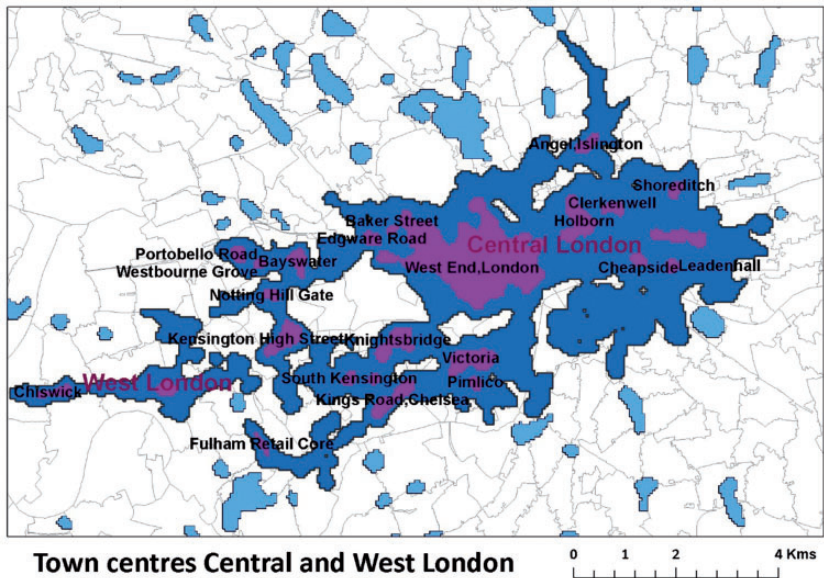 Angel,Islington
Shoreditch
Clerkenwell
Baker Street
Holborn
Edgware Road
Central London
Portobello Road
Bayswater
West End,London
Cheapside
Leadenhall
Westbourne Grove
Notting Hill Gate
Kensington High Street
Knightsbridge
Victoria
West London
South Kensington
Pimlico
Chiswick
Kings Road,Chelsea
Fulham Retail Core
Town centres Central and West London
0 1 2 4 Kms